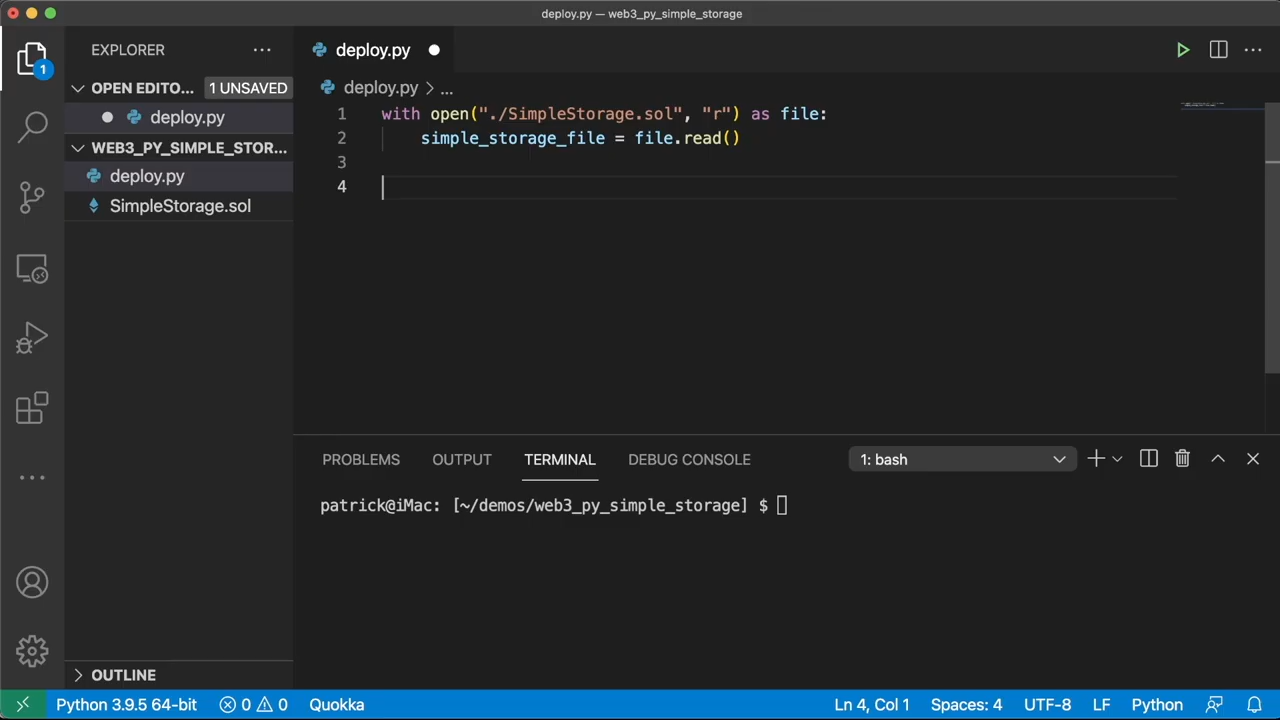 deploy.py — web3_py_simple_storage
EXPLORER
deploy.py
1
OPEN EDITO... 1 UNSAVED
deploy.py > ...
deploy.py
WEB3_PY_SIMPLE_STOR...
deploy.py
SimpleStorage.sol
1 with open("./SimpleStorage.sol", "r") as file:
2 simple_storage_file = file.read()
3
4
PROBLEMS OUTPUT TERMINAL DEBUG CONSOLE 1: bash
patrick@iMac: [~/demos/web3_py_simple_storage] $
OUTLINE
Python 3.9.5 64-bit 0 0 Quokka Ln 4, Col 1 Spaces: 4 UTF-8 LF Python